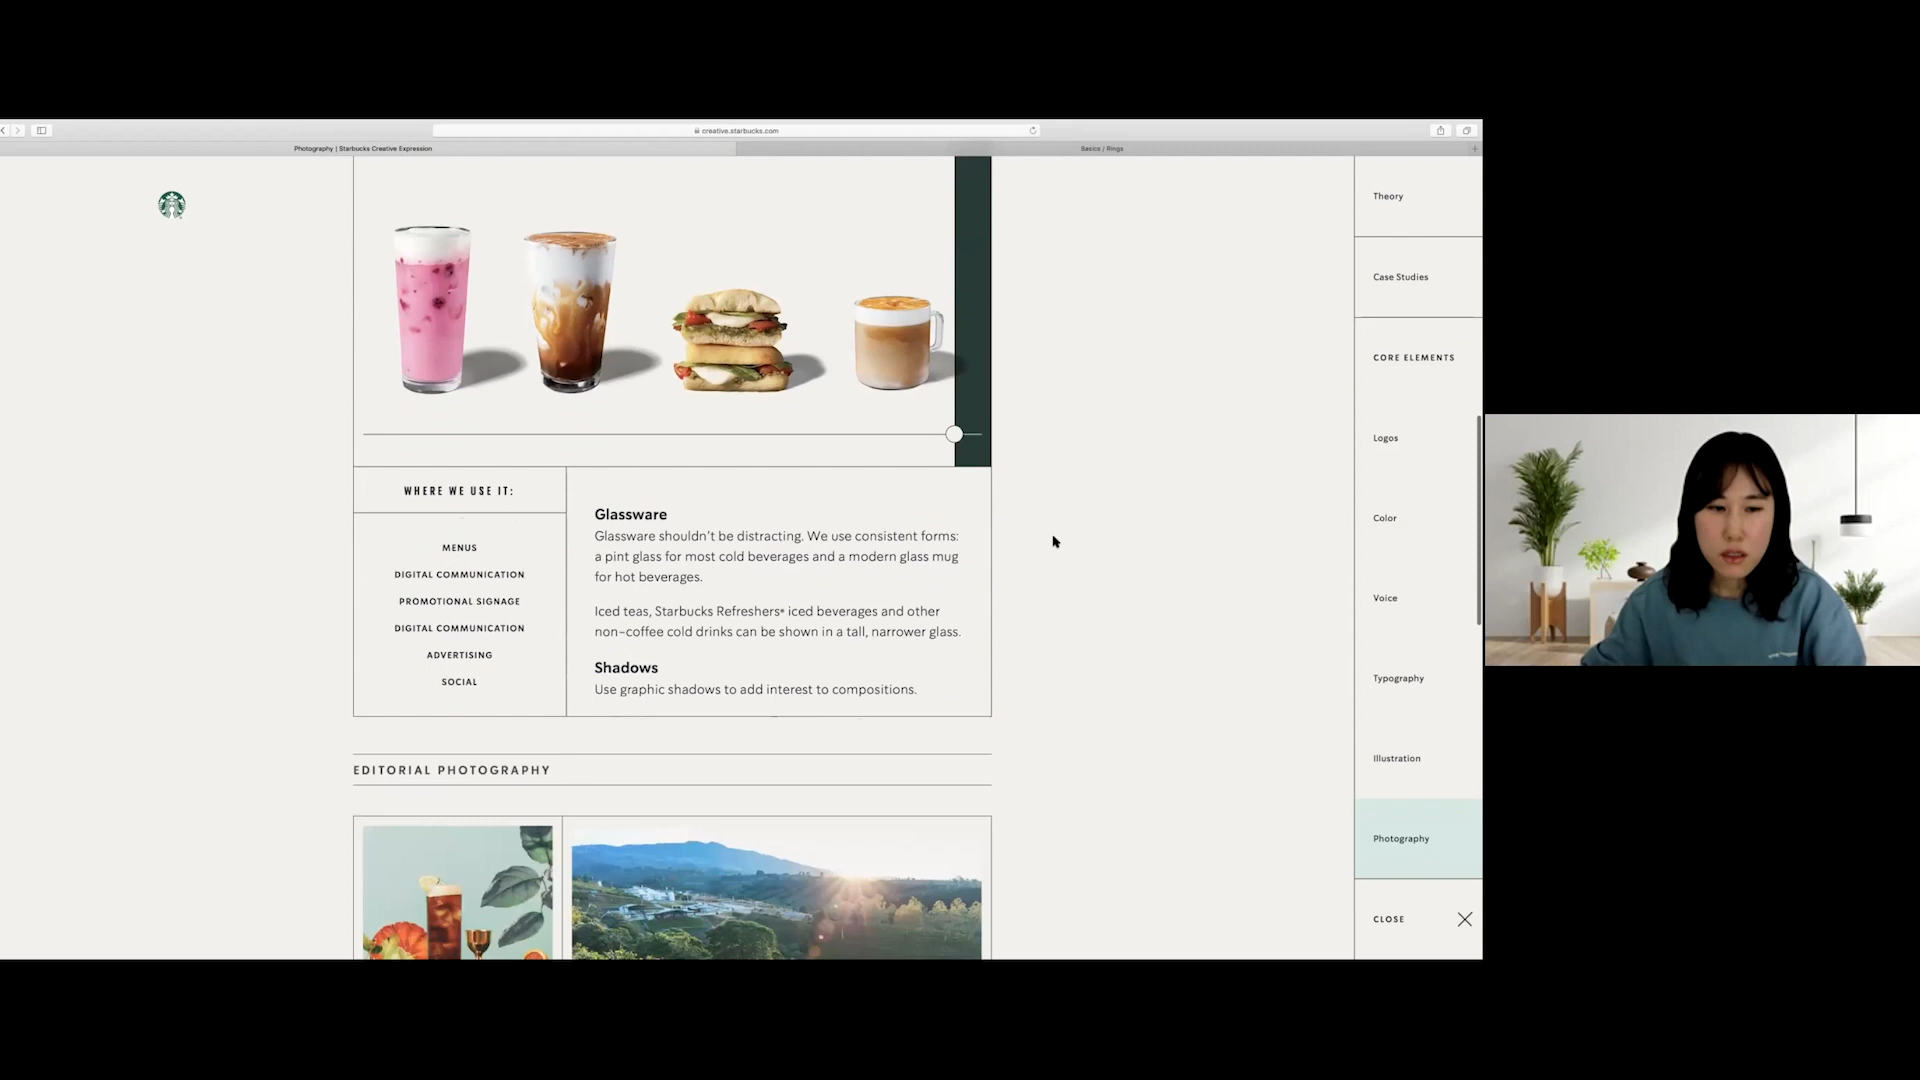 creative.starbucks.com
Photography | Starbucks Creative Expression
Basics / Rings
WHERE WE USE IT:
MENUS
DIGITAL COMMUNICATION
PROMOTIONAL SIGNAGE
DIGITAL COMMUNICATION
ADVERTISING
SOCIAL
Glassware
Glassware shouldn't be distracting. We use consistent forms:
a pint glass for most cold beverages and a modern glass mug
for hot beverages.
Iced teas, Starbucks Refreshers® iced beverages and other
non-coffee cold drinks can be shown in a tall, narrower glass.
Shadows
Use graphic shadows to add interest to compositions.
EDITORIAL PHOTOGRAPHY
Theory
Case Studies
CORE ELEMENTS
Logos
Color
Voice
Typography
Illustration
Photography
CLOSE